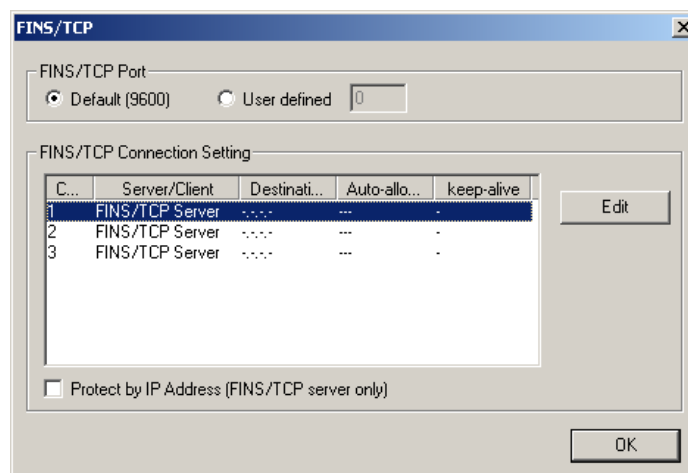 FINS/TCP
FINS/TCP Port
Default (9600) User defined 0
FINS/TCP Connection Setting
C... Server/Client Destinati... Auto-allo... keep-alive
1 FINS/TCP Server -.-.-.- --- -
2 FINS/TCP Server -.-.-.- --- -
3 FINS/TCP Server -.-.-.- --- -
Edit
Protect by IP Address (FINS/TCP server only)
OK